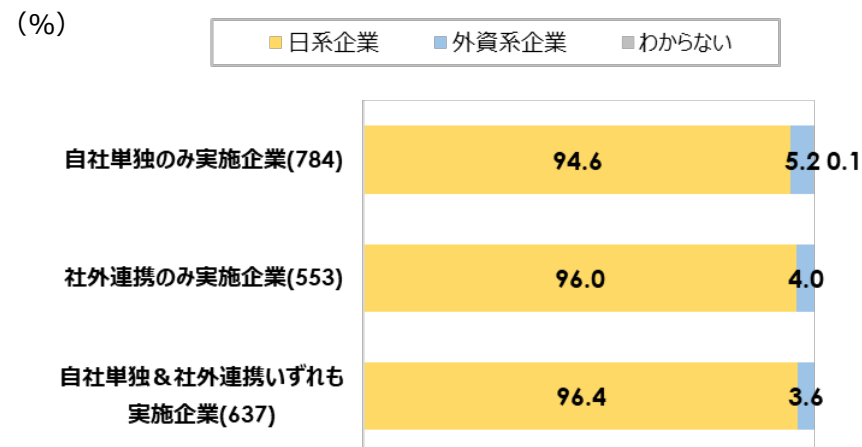 （%）
日系企業 外資系企業 わからない
自社単独のみ実施企業(784) 94.6 5.2 0.1
社外連携のみ実施企業(553) 96.0 4.0
自社単独＆社外連携いずれも
実施企業(637) 96.4 3.6